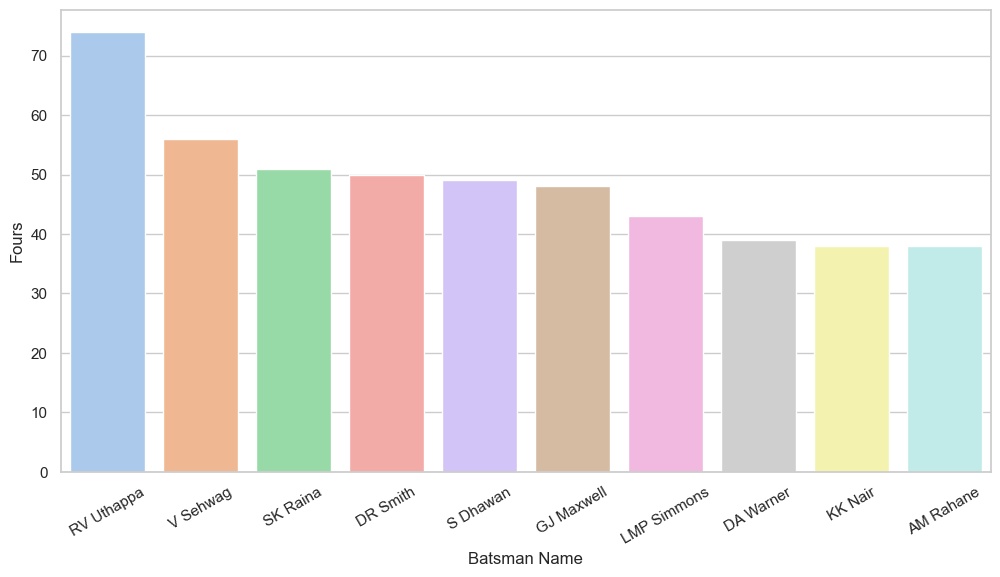 70
60
50
40
30
20
10
0
Fours
RV Uthappa
V Sehwag
SK Raina
DR Smith
S Dhawan
GJ Maxwell
LMP Simmons
DA Warner
KK Nair
AM Rahane
Batsman Name